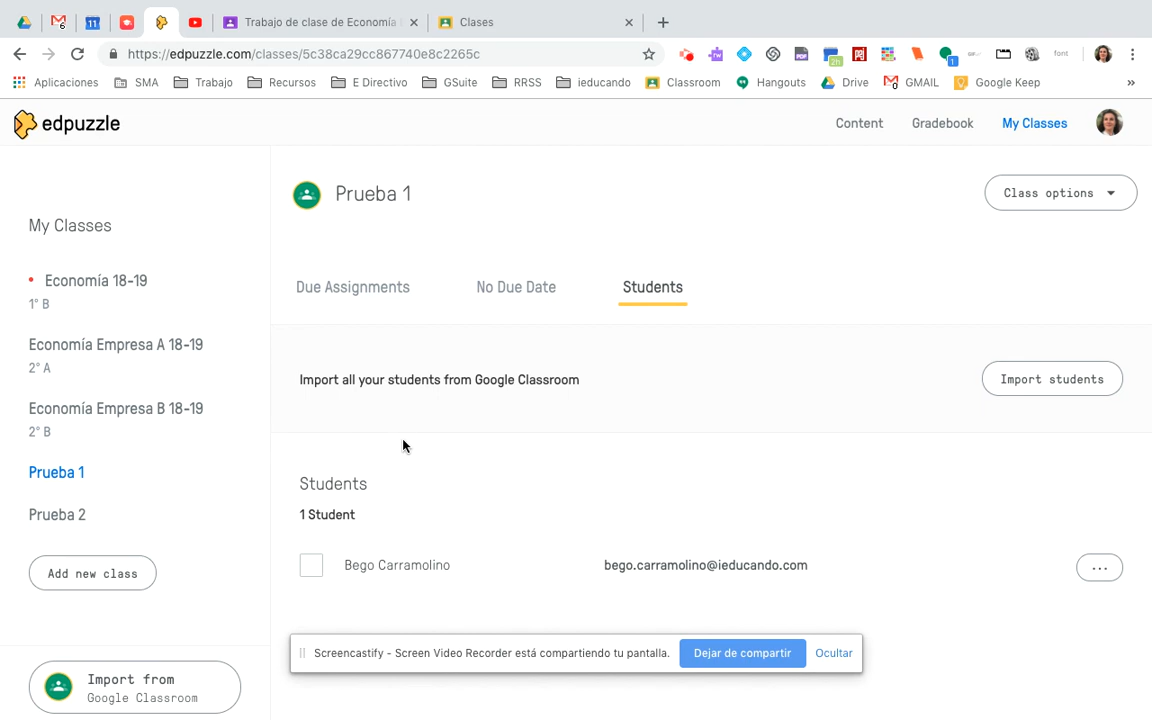 Trabajo de clase de Economía
Clases
https://edpuzzle.com/classes/5c38ca29cc867740e8c2265c
Aplicaciones
SMA
Trabajo
Recursos
E Directivo
GSuite
RRSS
ieducando
Classroom
Hangouts
Drive
GMAIL
Google Keep
»
edpuzzle
Content
Gradebook
My Classes
Prueba 1
Class options
My Classes
Economía 18-19
1° B
Economía Empresa A 18-19
2° A
Economía Empresa B 18-19
2° B
Prueba 1
Prueba 2
Add new class
Import from
Google Classroom
Due Assignments
No Due Date
Students
Import all your students from Google Classroom
Import students
Students
1 Student
Bego Carramolino
bego.carramolino@ieducando.com
...
Screencastify - Screen Video Recorder está compartiendo tu pantalla.
Dejar de compartir
Ocultar